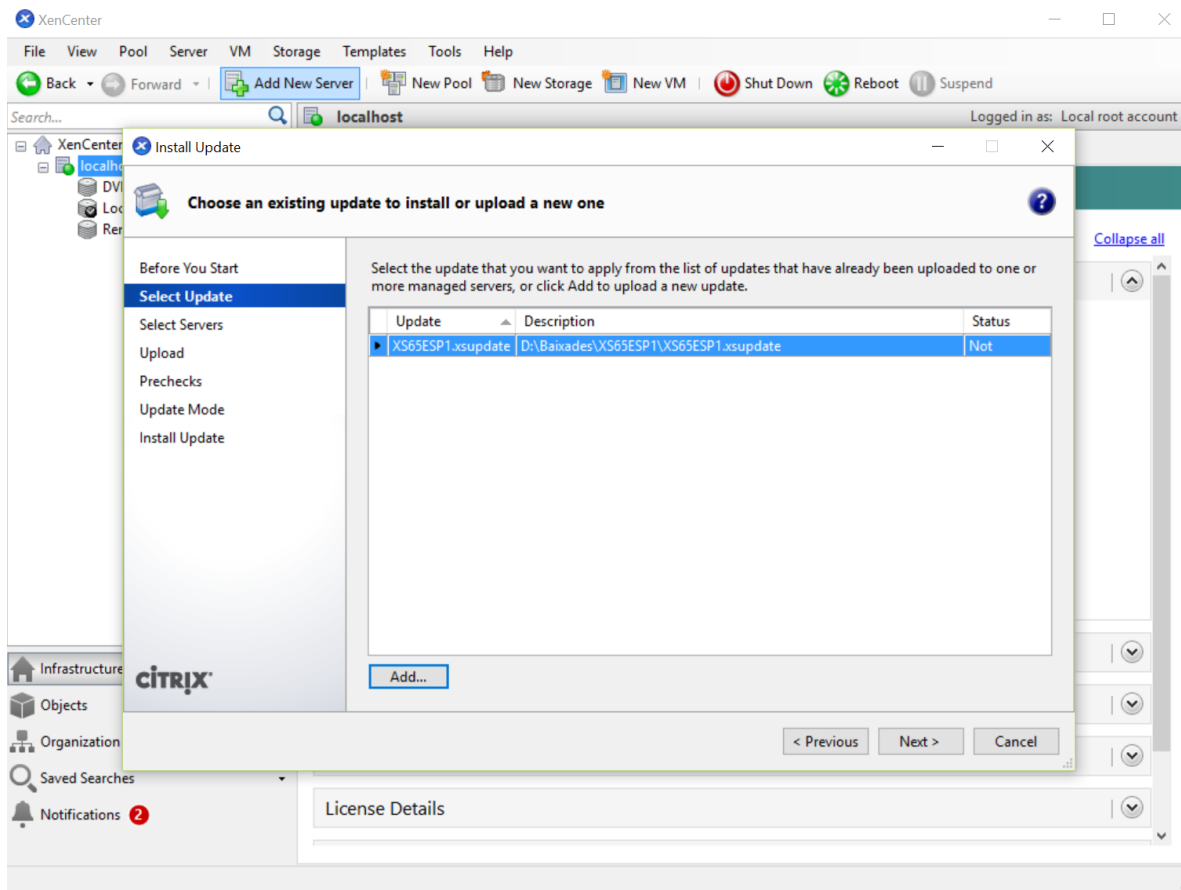 XenCenter
File View Pool Server VM Storage Templates Tools Help
Back Forward Add New Server New Pool New Storage New VM Shut Down Reboot Suspend
Search... localhost Logged in as: Local root account
XenCenter
localho
DV
Loc
Rer
Install Update
Choose an existing update to install or upload a new one
?
Collapse all
Before You Start
Select Update
Select Servers
Upload
Prechecks
Update Mode
Install Update
Select the update that you want to apply from the list of updates that have already been uploaded to one or
more managed servers, or click Add to upload a new update.
Update Description Status
XS65ESP1.xsupdate D:\Baixades\XS65ESP1\XS65ESP1.xsupdate Not
Add...
CİTRIX
< Previous Next > Cancel
Infrastructure
Objects
Organization
Saved Searches
Notifications 2
License Details